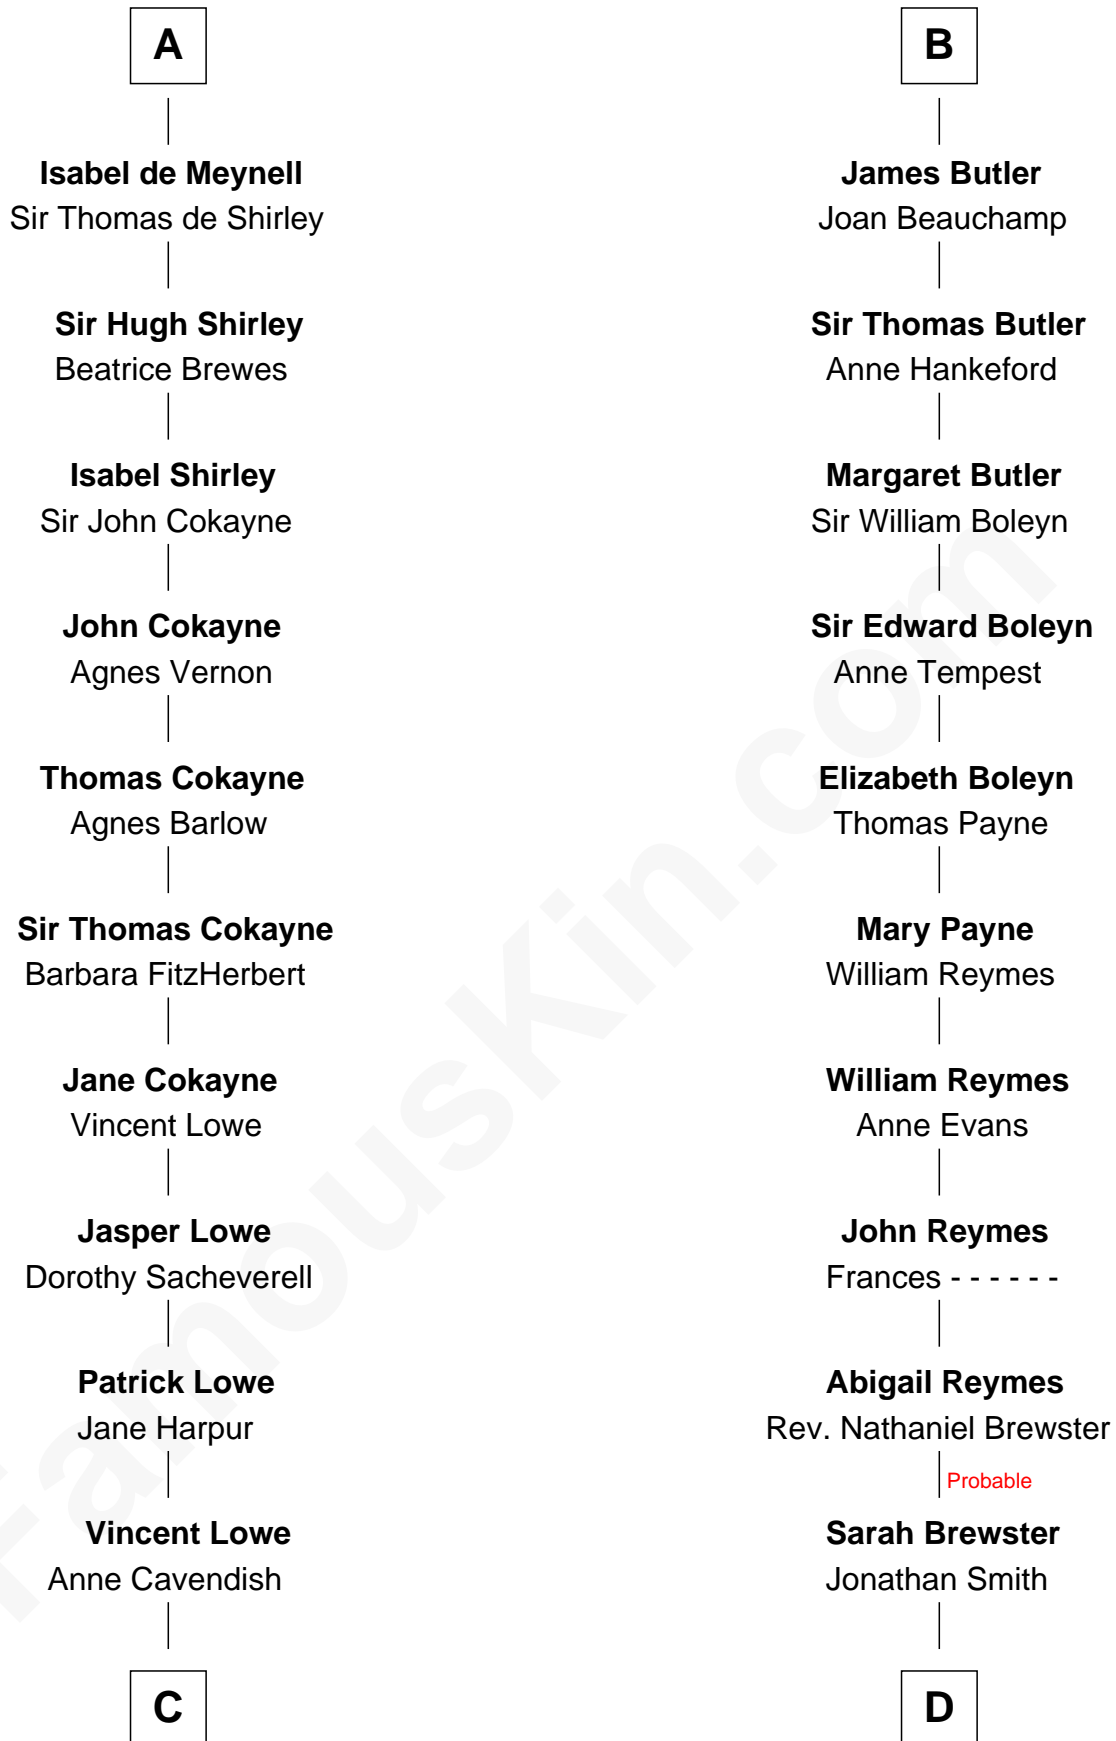 A
Isabel de Meynell
Sir Thomas de Shirley
Sir Hugh Shirley
Beatrice Brewes
Isabel Shirley
Sir John Cokayne
John Cokayne
Agnes Vernon
Thomas Cokayne
Agnes Barlow
Sir Thomas Cokayne
Barbara FitzHerbert
Jane Cokayne
Vincent Lowe
Jasper Lowe
Dorothy Sacheverell
Patrick Lowe
Jane Harpur
Vincent Lowe
Anne Cavendish
C
B
James Butler
Joan Beauchamp
Sir Thomas Butler
Anne Hankeford
Margaret Butler
Sir William Boleyn
Sir Edward Boleyn
Anne Tempest
Elizabeth Boleyn
Thomas Payne
Mary Payne
William Reymes
William Reymes
Anne Evans
John Reymes
Frances - - - - - -
Abigail Reymes
Rev. Nathaniel Brewster
Probable
Sarah Brewster
Jonathan Smith
D
FamousKin.com